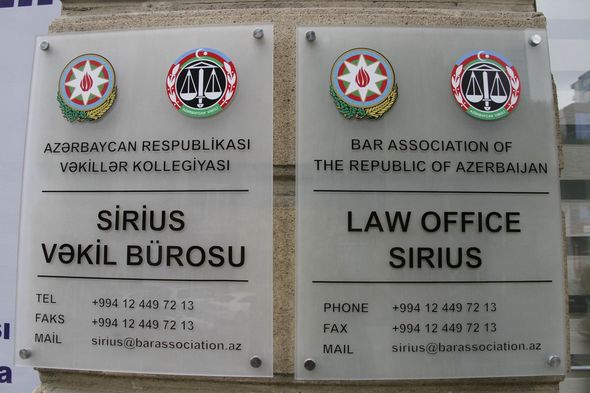 AZƏRBAYCAN RESPUBLİKASI
VƏKİLLƏR KOLLEGİYASI
SİRİUS
VƏKİL BÜROSU
TEL +994 12 449 72 13
FAKS +994 12 449 72 13
MAİL sirius@barassociation.az
BAR ASSOCIATION OF
THE REPUBLIC OF AZERBAIJAN
LAW OFFICE
SIRIUS
PHONE +994 12 449 72 13
FAX +994 12 449 72 13
MAIL sirius@barassociation.az